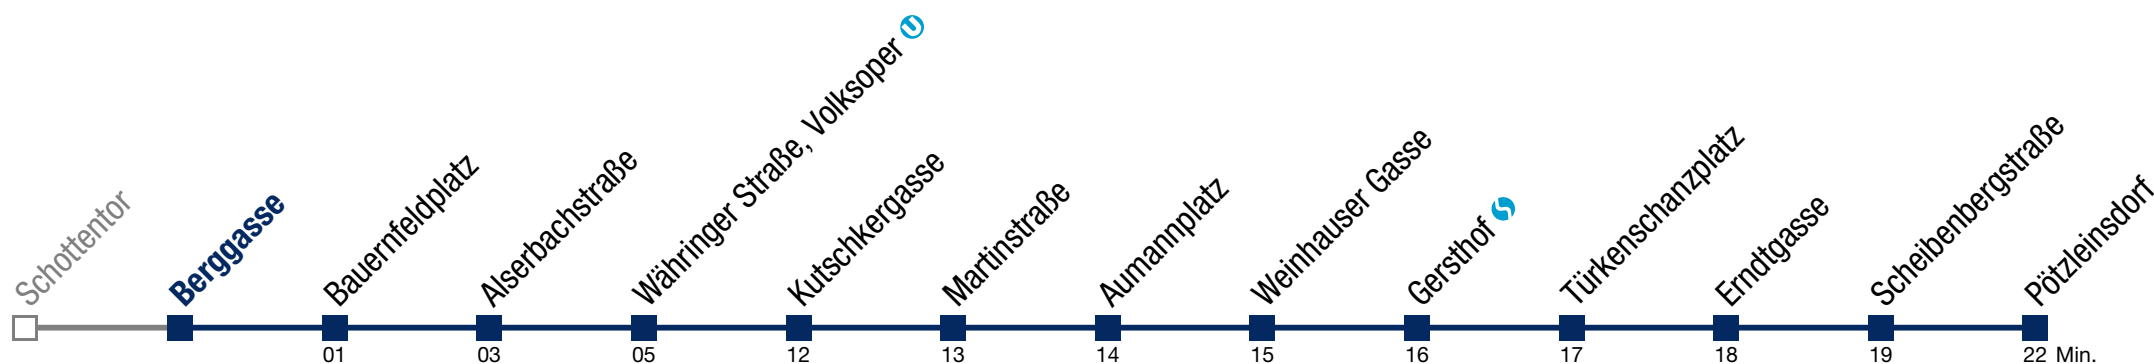 Schottentor
Berggasse
Bauernfeldplatz
Alserbachstraße
Währinger Straße, Volksoper U
Kutschkergasse
Martinstraße
Aumannplatz
Weinhauser Gasse
Gersthof S
Türkenschanzplatz
Erndtgasse
Scheibenbergstraße
Pötzleinsdorf
01 03 05 12 13 14 15 16 17 18 19 22 Min.